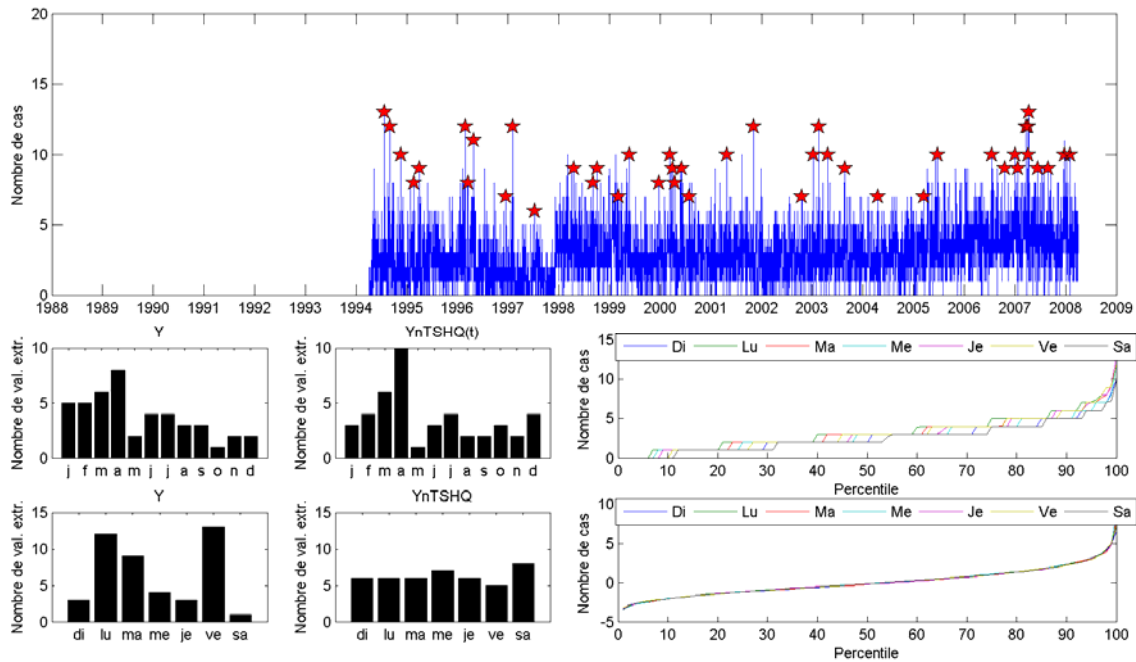 20
15
10
5
0
Nombre de cas
1988 1989 1990 1991 1992 1993 1994 1995 1996 1997 1998 1999 2000 2001 2002 2003 2004 2005 2006 2007 2008 2009
Y
10
5
0
Nombre de val. extr.
j f m a m j j a s o n d
YnTSHQ(t)
10
5
0
Nombre de val. extr.
j f m a m j j a s o n d
15
10
5
0
Nombre de cas
Di Lu Ma Me Je Ve Sa
0 10 20 30 40 50 60 70 80 90 100
Percentile
Y
15
10
5
0
Nombre de val. extr.
di lu ma me je ve sa
YnTSHQ
15
10
5
0
Nombre de val. extr.
di lu ma me je ve sa
10
5
0
-5
Nombre de cas
Di Lu Ma Me Je Ve Sa
0 10 20 30 40 50 60 70 80 90 100
Percentile